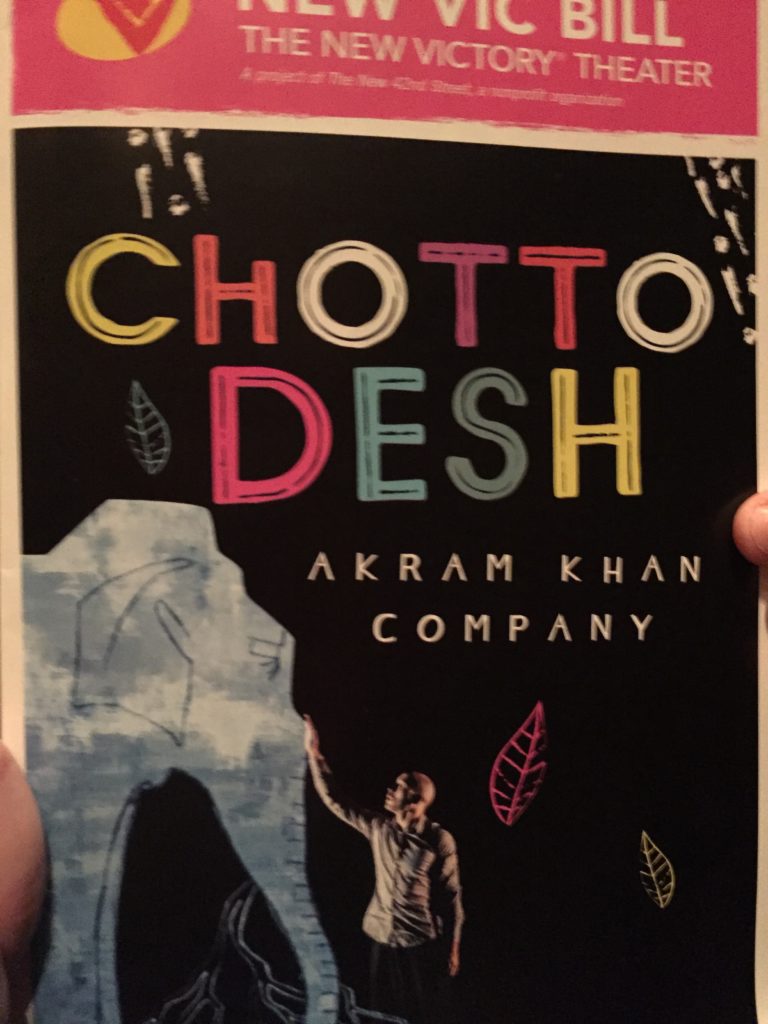 NEW VIC BILL
THE NEW VICTORY® THEATER
A project of The New 42nd Street, a nonprofit organization
CHOTTO
DESH
AKRAM KHAN
COMPANY